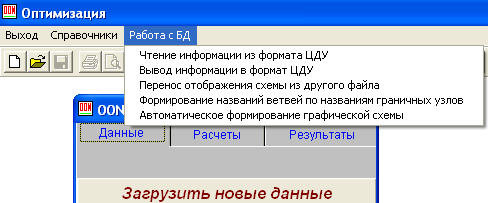 OON Оптимизация
Выход Справочники Работа с БД
Чтение информации из формата ЦДУ
Вывод информации в формат ЦДУ
Перенос отображения схемы из другого файла
Формирование названий ветвей по названиям граничных узлов
Автоматическое формирование графической схемы
OON OON
Данные Расчеты Результаты
Загрузить новые данные